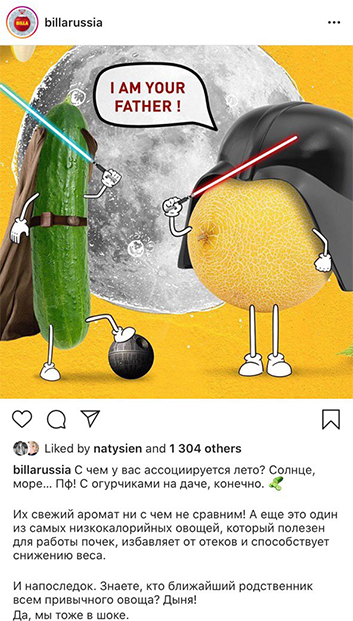 BILLA
billarussia
I AM YOUR
FATHER !
Liked by natysien and 1 304 others
billarussia С чем у вас ассоциируется лето? Солнце,
море... Пф! С огурчиками на даче, конечно. 🥒
Их свежий аромат ни с чем не сравним! А еще это один
из самых низкокалорийных овощей, который полезен
для работы почек, избавляет от отеков и способствует
снижению веса.
И напоследок. Знаете, кто ближайший родственник
всем привычного овоща? Дыня!
Да, мы тоже в шоке.